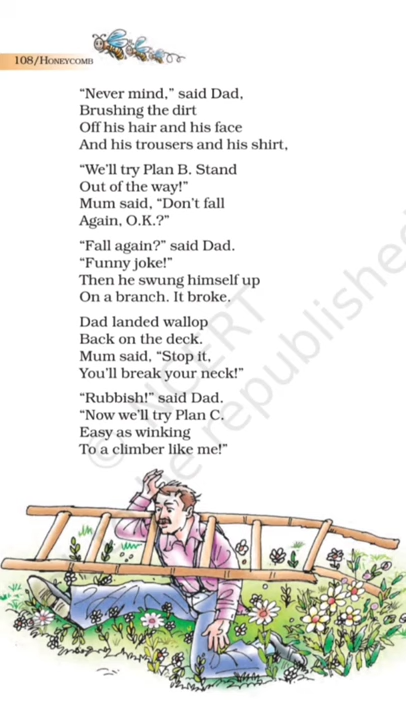 108/HONEYCOMB
“Never mind,” said Dad,
Brushing the dirt
Off his hair and his face
And his trousers and his shirt,
“We’ll try Plan B. Stand
Out of the way!”
Mum said, “Don’t fall
Again, O.K.?”
“Fall again?” said Dad.
“Funny joke!”
Then he swung himself up
On a branch. It broke.
Dad landed wallop
Back on the deck.
Mum said, “Stop it,
You’ll break your neck!”
“Rubbish!” said Dad.
“Now we’ll try Plan C.
Easy as winking
To a climber like me!”
© NCERT
be republished